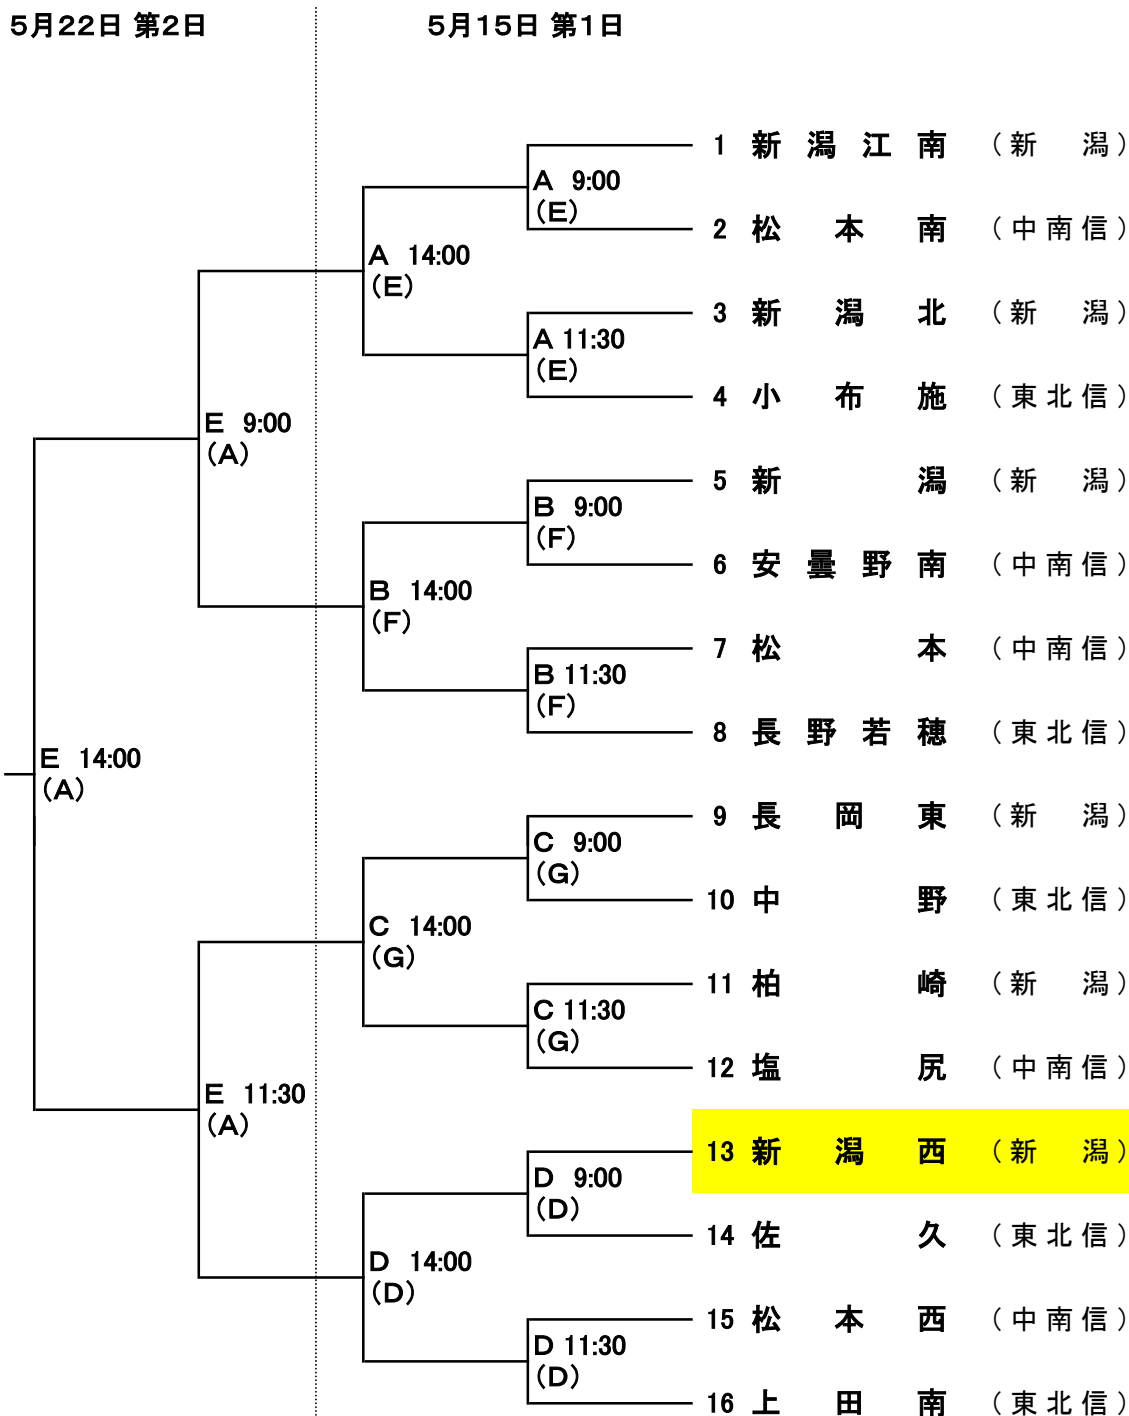 5月22日 第2日
5月15日 第1日
1 新潟江南 (新潟)
A 9:00
(E)
2 松本南 (中南信)
A 14:00
(E)
3 新潟北 (新潟)
A 11:30
(E)
4 小布施 (東北信)
E 9:00
(A)
5 新潟 (新潟)
B 9:00
(F)
6 安曇野南 (中南信)
B 14:00
(F)
7 松本 (中南信)
B 11:30
(F)
8 長野若穂 (東北信)
E 14:00
(A)
9 長岡東 (新潟)
C 9:00
(G)
10 中野 (東北信)
C 14:00
(G)
11 柏崎 (新潟)
C 11:30
(G)
12 塩尻 (中南信)
E 11:30
(A)
13 新潟西 (新潟)
D 9:00
(D)
14 佐久 (東北信)
D 14:00
(D)
15 松本西 (中南信)
D 11:30
(D)
16 上田南 (東北信)